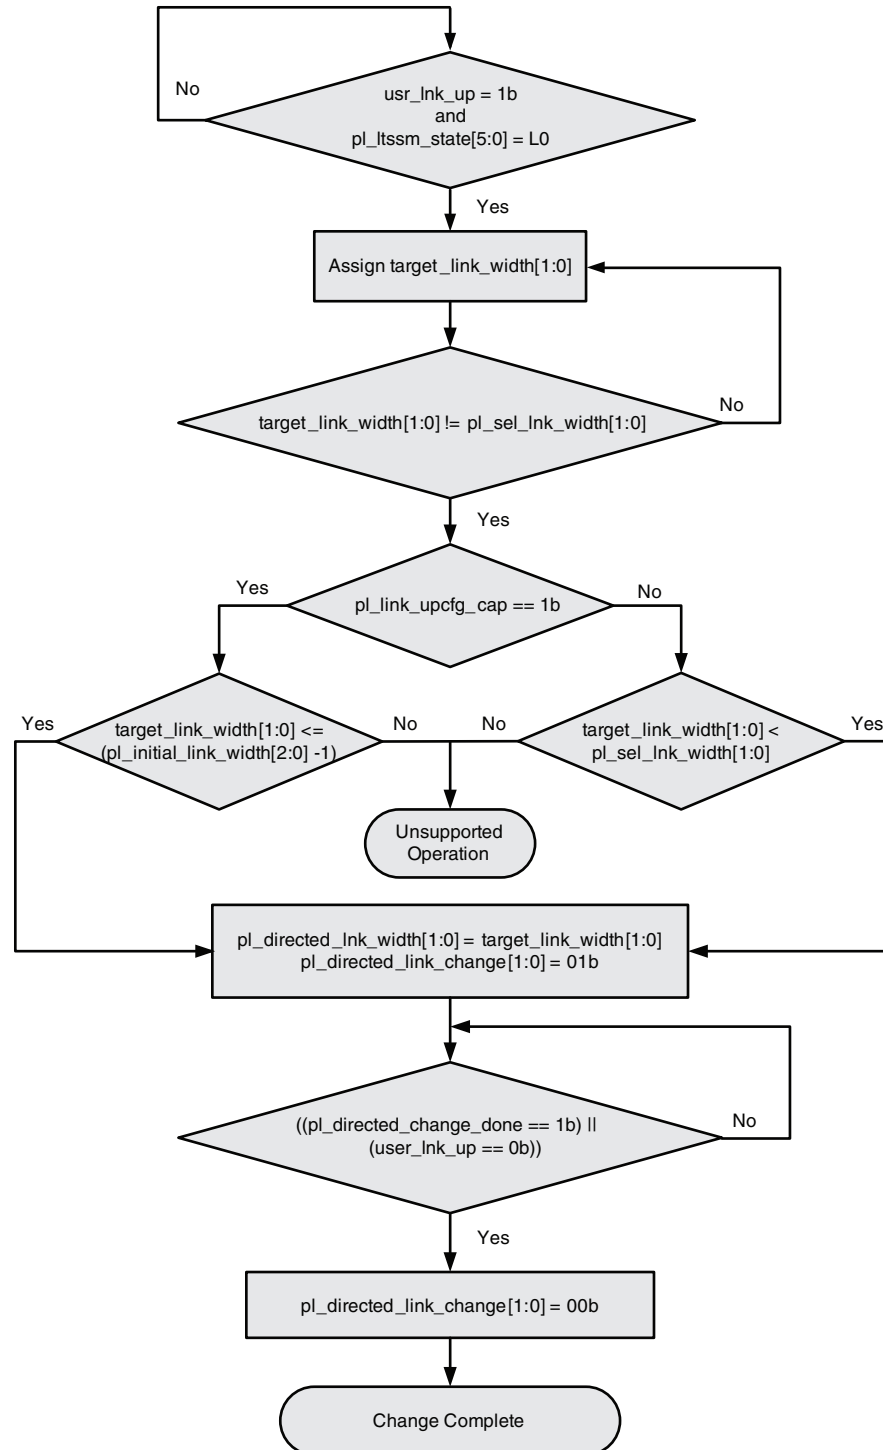 No
usr_lnk_up = 1b
and
pl_ltssm_state[5:0] = L0
Yes
Assign target_link_width[1:0]
target_link_width[1:0] != pl_sel_lnk_width[1:0]
No
Yes
Yes
pl_link_upcfg_cap == 1b
No
Yes
target_link_width[1:0] <=
(pl_initial_link_width[2:0] -1)
No
No
target_link_width[1:0] <
pl_sel_lnk_width[1:0]
Yes
Unsupported
Operation
pl_directed_lnk_width[1:0] = target_link_width[1:0]
pl_directed_link_change[1:0] = 01b
((pl_directed_change_done == 1b) ||
(user_lnk_up == 0b))
No
Yes
pl_directed_link_change[1:0] = 00b
Change Complete